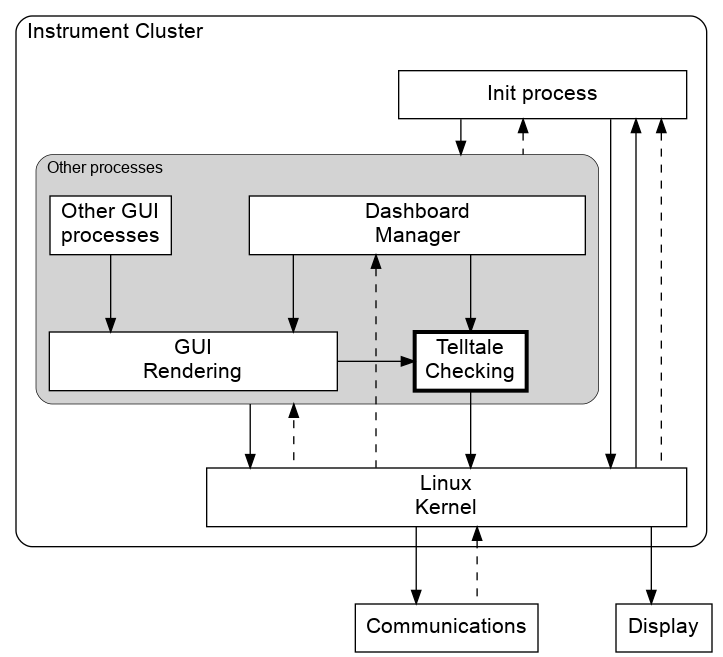 Instrument Cluster
Init process
Other processes
Other GUI
processes
Dashboard
Manager
GUI
Rendering
Telltale
Checking
Linux
Kernel
Communications
Display